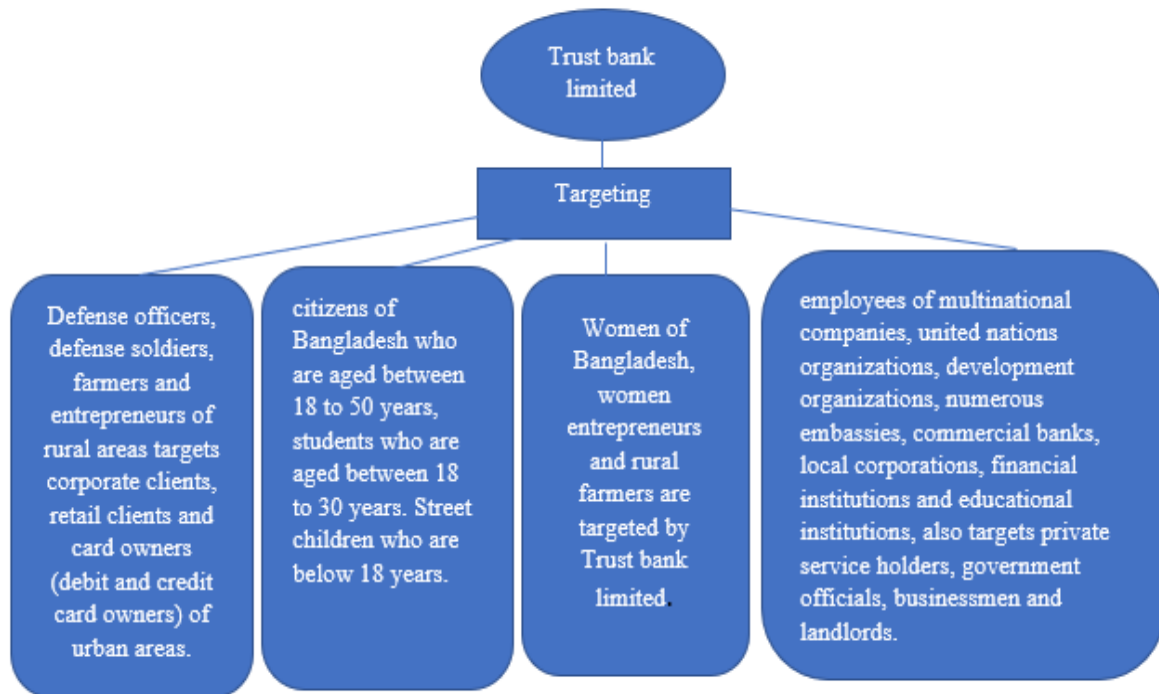 Trust bank
limited
Targeting
Defense officers,
defense soldiers,
farmers and
entrepreneurs of
rural areas targets
corporate clients,
retail clients and
card owners
(debit and credit
card owners) of
urban areas.
citizens of
Bangladesh who
are aged between
18 to 50 years,
students who are
aged between 18
to 30 years. Street
children who are
below 18 years.
Women of
Bangladesh,
women
entrepreneurs
and rural
farmers are
targeted by
Trust bank
limited.
employees of multinational
companies, united nations
organizations, development
organizations, numerous
embassies, commercial banks,
local corporations, financial
institutions and educational
institutions, also targets private
service holders, government
officials, businessmen and
landlords.